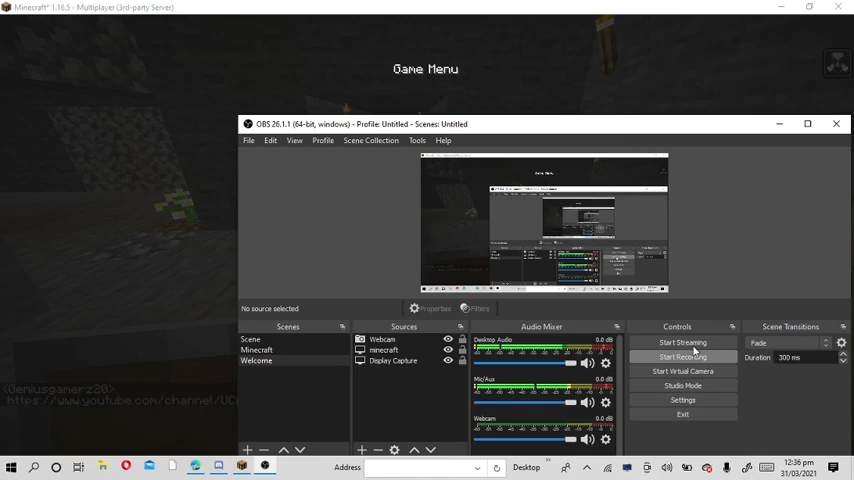 Minecraft* 1.16.5 - Multiplayer (3rd-party Server)
Game Menu
OBS 26.1.1 (64-bit, windows) - Profile: Untitled - Scenes: Untitled
File Edit View Profile Scene Collection Tools Help
No source selected
Properties Filters
Scenes
Scene
Minecraft
Welcome
Sources
Webcam
minecraft
Display Capture
Audio Mixer
Desktop Audio 0.0 dB
Mic/Aux 0.0 dB
Webcam 0.0 dB
Controls
Start Streaming
Start Recording
Start Virtual Camera
Studio Mode
Settings
Exit
Scene Transitions
Fade
Duration 300 ms
<Geniusgamerz20>
https://www.youtube.com/channel/UC
Address
Desktop
12:36 pm
31/03/2021